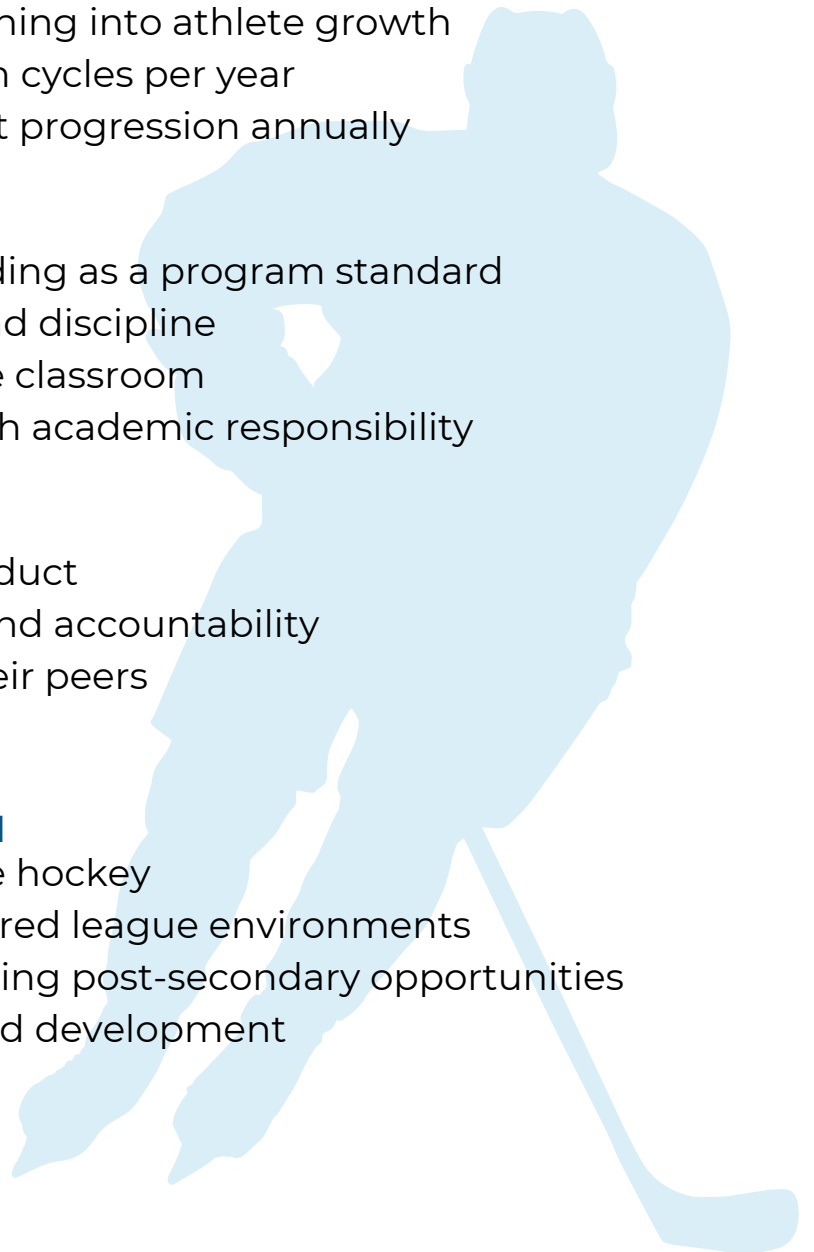 ning into athlete growth
cycles per year
progression annually
ding as a program standard
d discipline
classroom
h academic responsibility
duct
nd accountability
eir peers
hockey
red league environments
ing post-secondary opportunities
d development